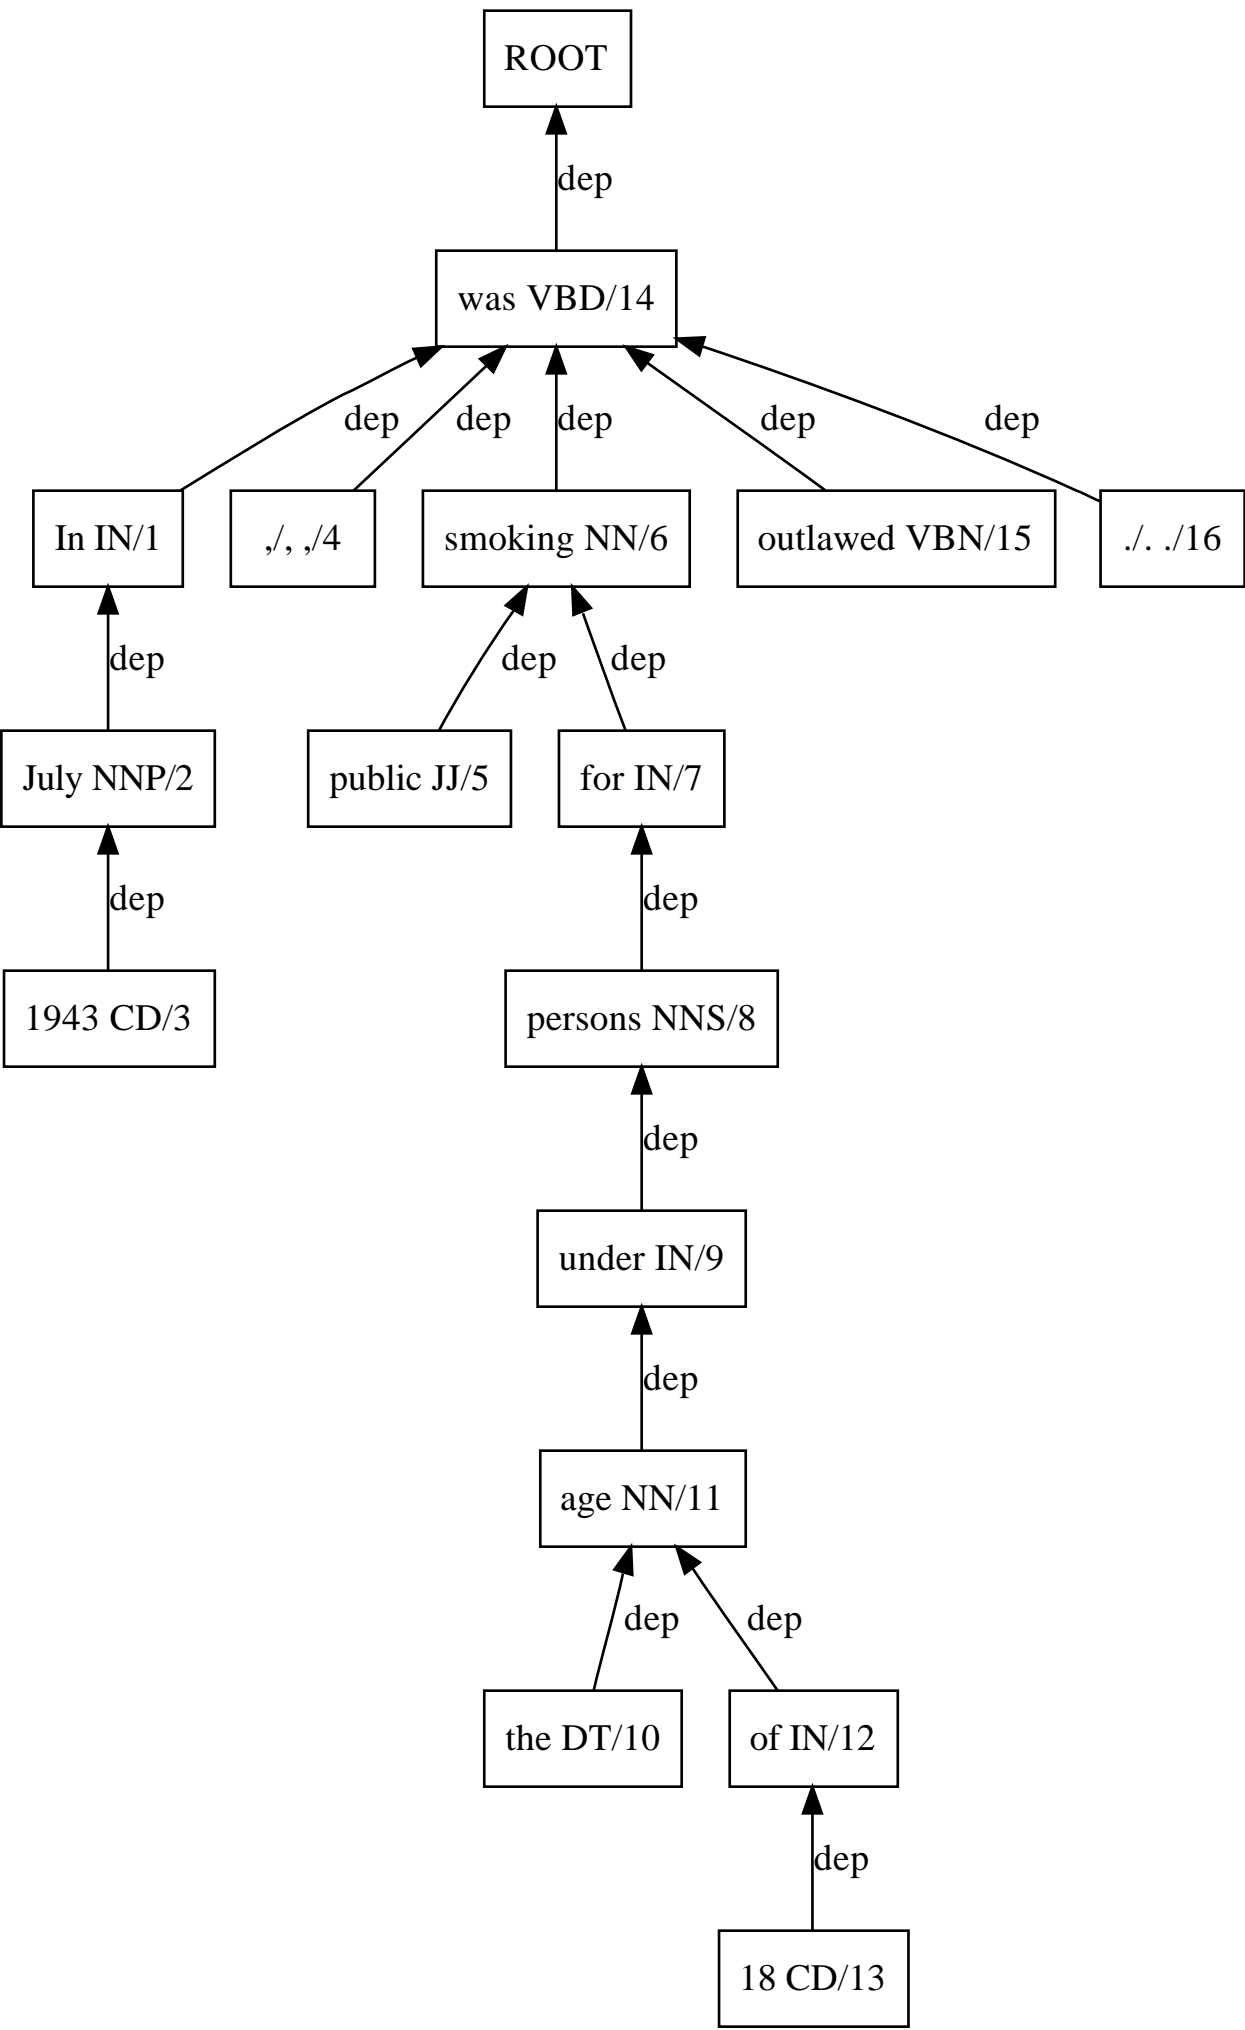 ROOT
dep
was VBD/14
dep dep dep dep dep
In IN/1 ,/, ,/4 smoking NN/6 outlawed VBN/15 ./. ./16
dep dep dep
July NNP/2 public JJ/5 for IN/7
dep dep
1943 CD/3 persons NNS/8
dep
under IN/9
dep
age NN/11
dep dep
the DT/10 of IN/12
dep
18 CD/13